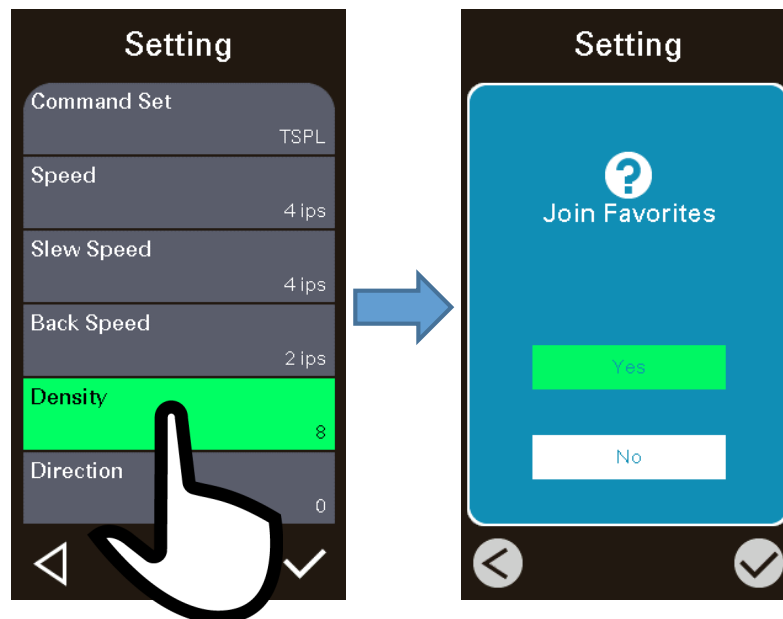 Setting
Command Set
TSPL
Speed
4 ips
Slew Speed
4 ips
Back Speed
2 ips
Density
8
Direction
0
Setting
?
Join Favorites
Yes
No